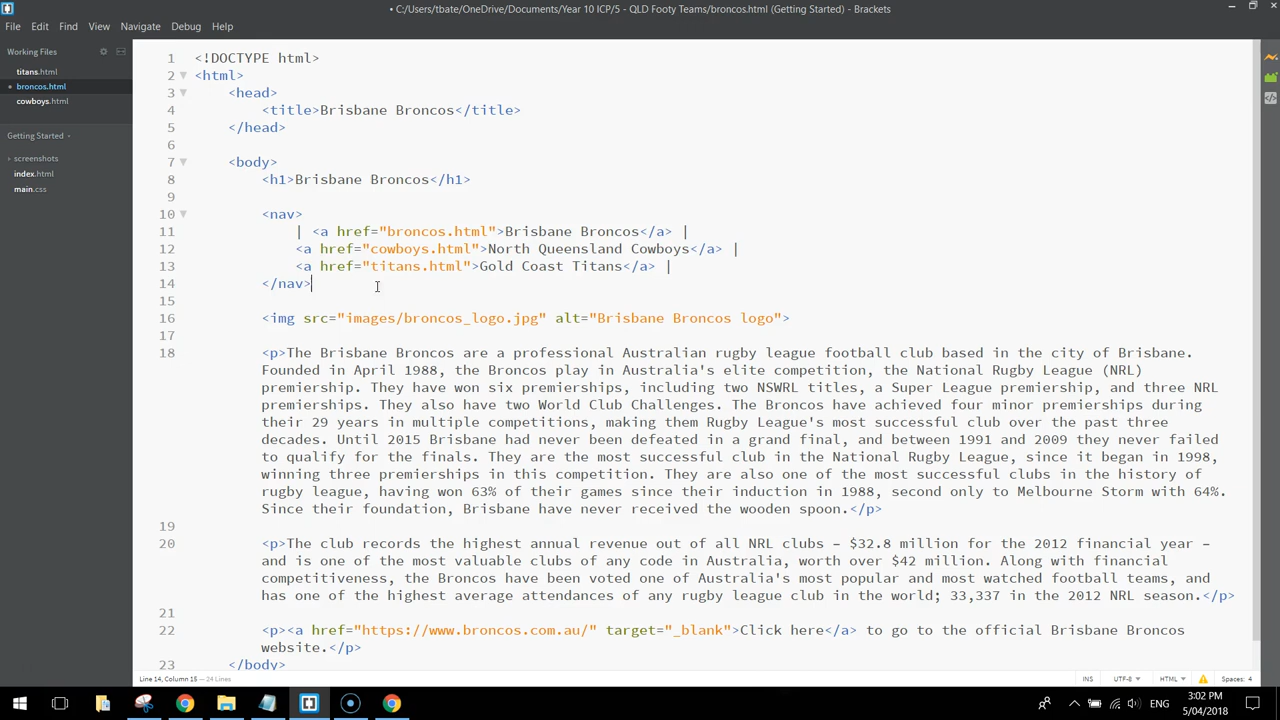 • C:/Users/tbate/OneDrive/Documents/Year 10 ICP/5 - QLD Footy Teams/broncos.html (Getting Started) - Brackets
File Edit Find View Navigate Debug Help
Working Files
titans.html
broncos.html
cowboys.html
Getting Started
screenshots
index.html
main.css
1 <!DOCTYPE html>
2 <html>
3 <head>
4 <title>Brisbane Broncos</title>
5 </head>
6
7 <body>
8 <h1>Brisbane Broncos</h1>
9
10 <nav>
11 | <a href="broncos.html">Brisbane Broncos</a> |
12 <a href="cowboys.html">North Queensland Cowboys</a> |
13 <a href="titans.html">Gold Coast Titans</a> |
14 </nav>
15
16 <img src="images/broncos_logo.jpg" alt="Brisbane Broncos logo">
17
18 <p>The Brisbane Broncos are a professional Australian rugby league football club based in the city of Brisbane.
Founded in April 1988, the Broncos play in Australia's elite competition, the National Rugby League (NRL)
premiership. They have won six premierships, including two NSWRL titles, a Super League premiership, and three NRL
premierships. They also have two World Club Challenges. The Broncos have achieved four minor premierships during
their 29 years in multiple competitions, making them Rugby League's most successful club over the past three
decades. Until 2015 Brisbane had never been defeated in a grand final, and between 1991 and 2009 they never failed
to qualify for the finals. They are the most successful club in the National Rugby League, since it began in 1998,
winning three premierships in this competition. They are also one of the most successful clubs in the history of
rugby league, having won 63% of their games since their induction in 1988, second only to Melbourne Storm with 64%.
Since their foundation, Brisbane have never received the wooden spoon.</p>
19
20 <p>The club records the highest annual revenue out of all NRL clubs – $32.8 million for the 2012 financial year –
and is one of the most valuable clubs of any code in Australia, worth over $42 million. Along with financial
competitiveness, the Broncos have been voted one of Australia's most popular and most watched football teams, and
has one of the highest average attendances of any rugby league club in the world; 33,337 in the 2012 NRL season.</p>
21
22 <p><a href="https://www.broncos.com.au/" target="_blank">Click here</a> to go to the official Brisbane Broncos
website.</p>
23 </body>
Line 14, Column 15 — 24 Lines
INS UTF-8 HTML Spaces: 4
ENG
3:02 PM
5/04/2018